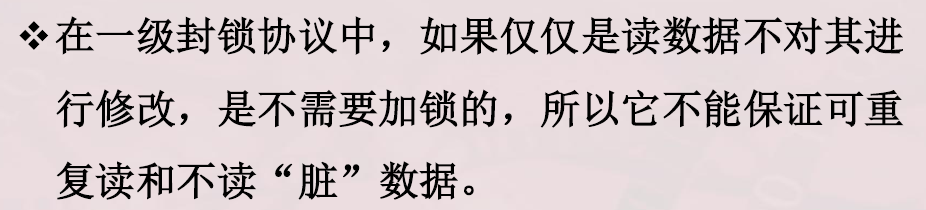 ❖在一级封锁协议中，如果仅仅是读数据不对其进
行修改，是不需要加锁的，所以它不能保证可重
复读和不读“脏”数据。